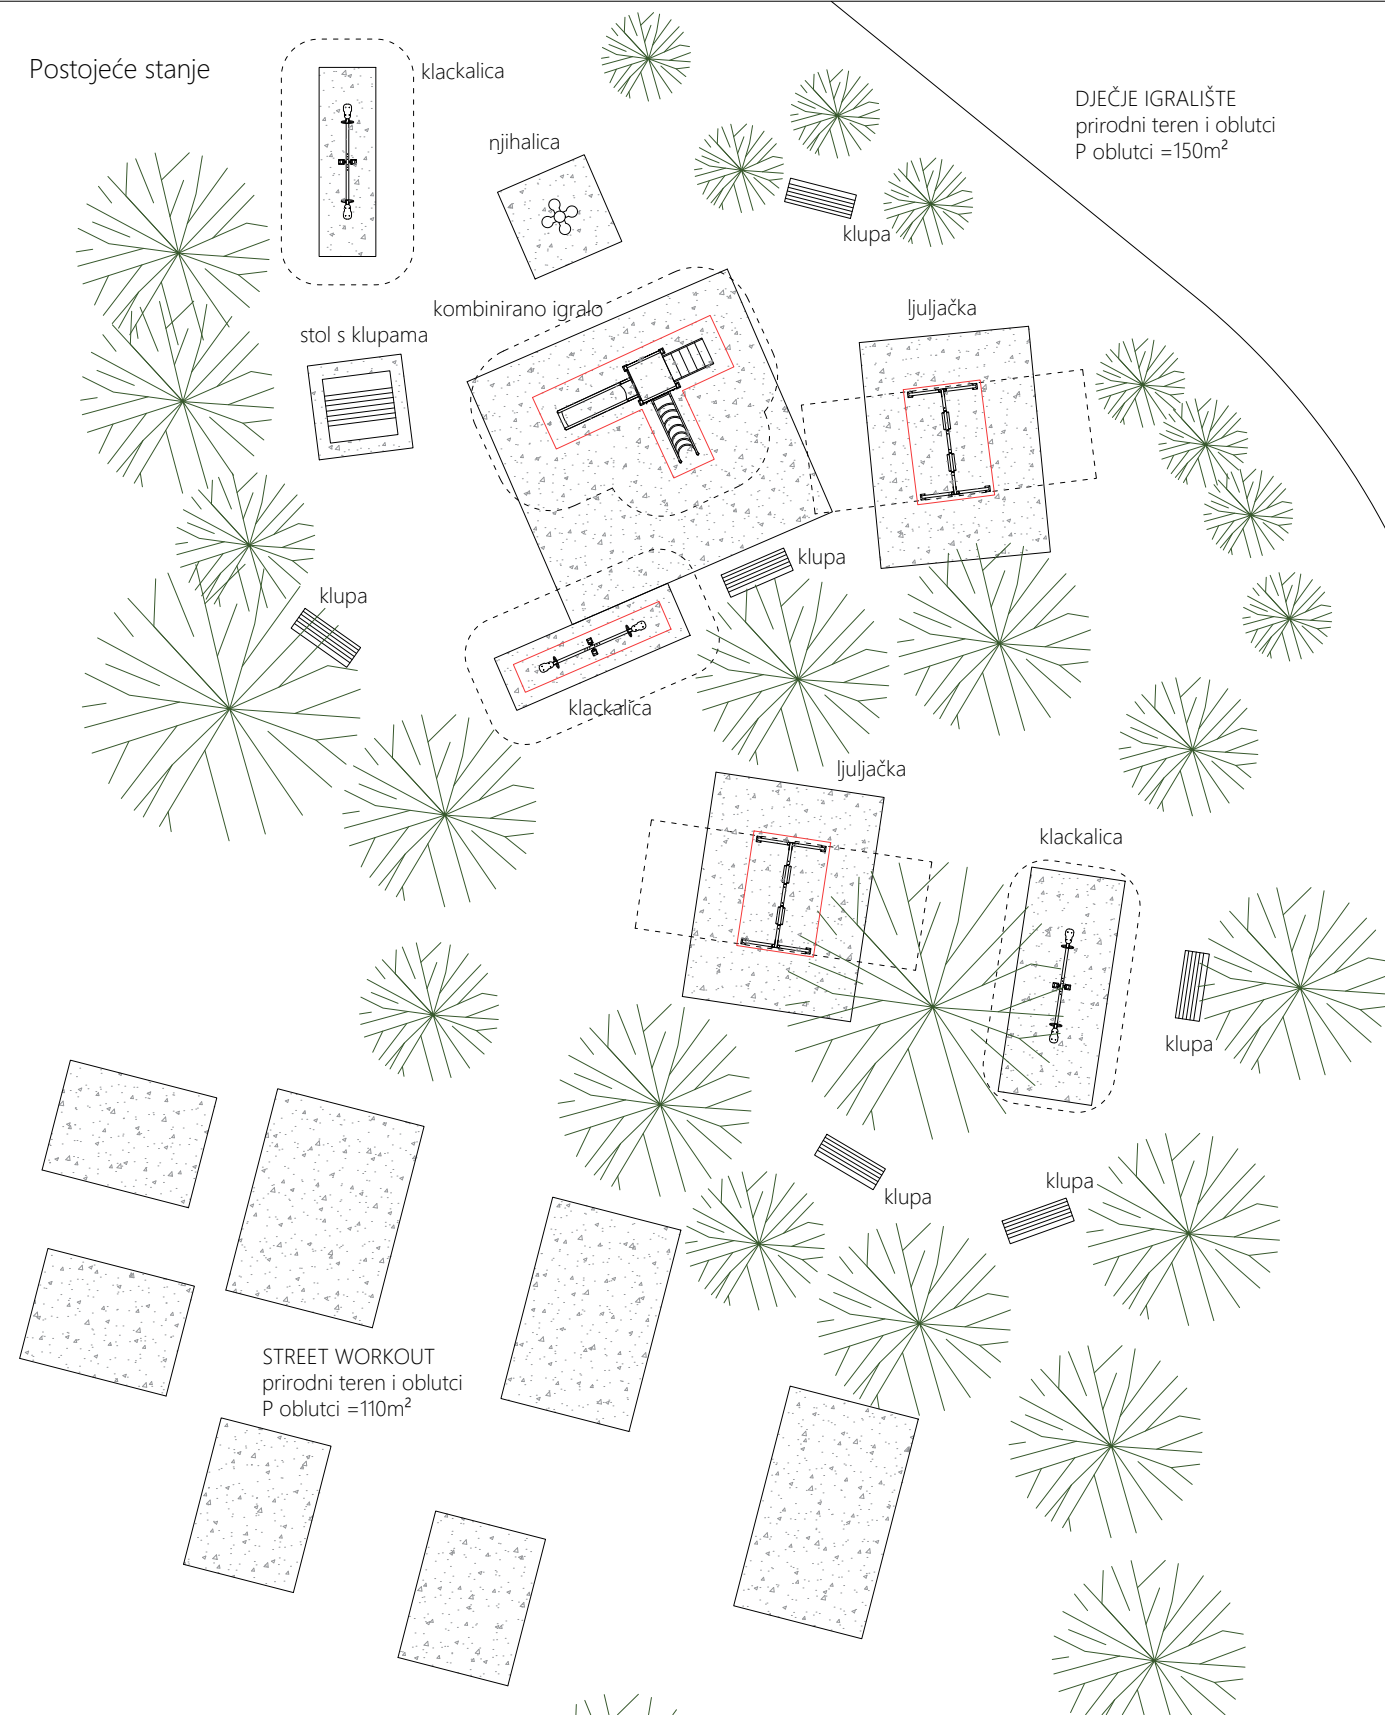 Postojeće stanje
klackalica
DJEČJE IGRALIŠTE
prirodni teren i oblutci
P oblutci =150m²
njihalica
klupa
kombinirano igralo
ljuljačka
stol s klupama
klupa
klupa
klackalica
ljuljačka
klackalica
klupa
klupa
klupa
STREET WORKOUT
prirodni teren i oblutci
P oblutci =110m²